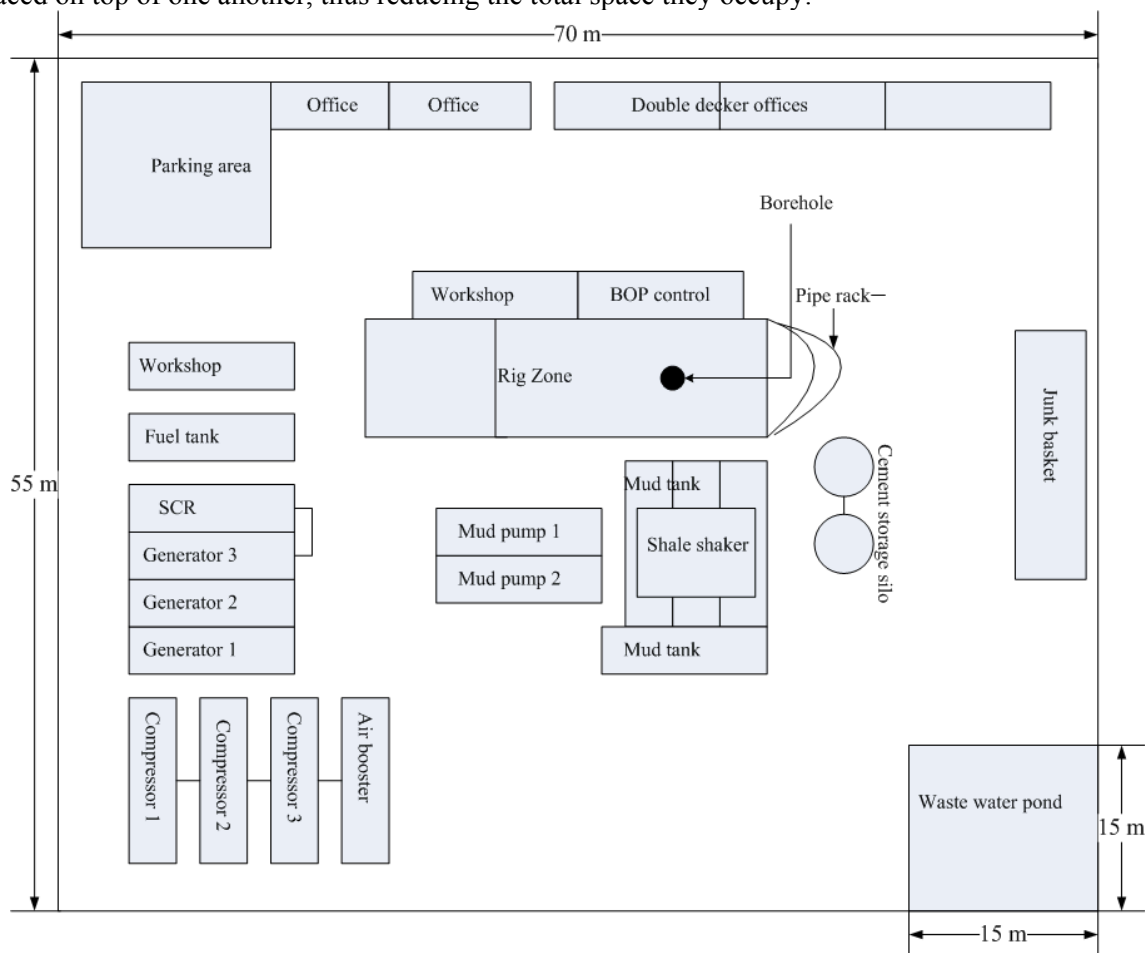 aced on top of one another, thus reducing the total space they occupy.
70 m
Office
Office
Double decker offices
Parking area
Borehole
Workshop
BOP control
Pipe rack
Workshop
Rig Zone
Junk basket
Fuel tank
Cement storage silo
55 m
Mud tank
SCR
Mud pump 1
Shale shaker
Generator 3
Mud pump 2
Generator 2
Generator 1
Mud tank
Compressor 1
Compressor 2
Compressor 3
Air booster
Waste water pond
15 m
15 m